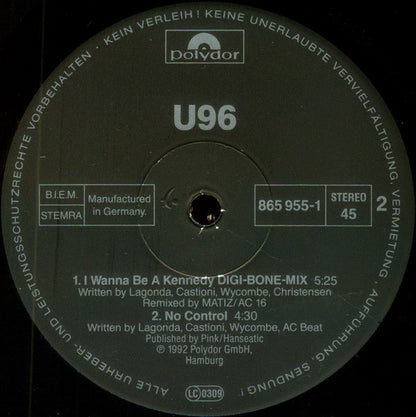 ALLE URHEBER- UND LEISTUNGSSCHUTZRECHTE VORBEHALTEN · KEIN VERLEIH! KEINE UNERLAUBTE VERVIELFÄLTIGUNG, VERMIETUNG, AUFFÜHRUNG, SENDUNG!
Polydor
U96
B.I.E.M.
STEMRA
Manufactured
in Germany.
865 955-1
STEREO
45
2
1. I Wanna Be A Kennedy DIGI-BONE-MIX 5:25
Written by Lagonda, Castioni, Wycombe, Christensen
Remixed by MATIZ/AC 16
2. No Control 4:30
Written by Lagonda, Castioni, Wycombe, AC Beat
Published by Pink/Hanseatic
℗ 1992 Polydor GmbH,
Hamburg
LC 0309